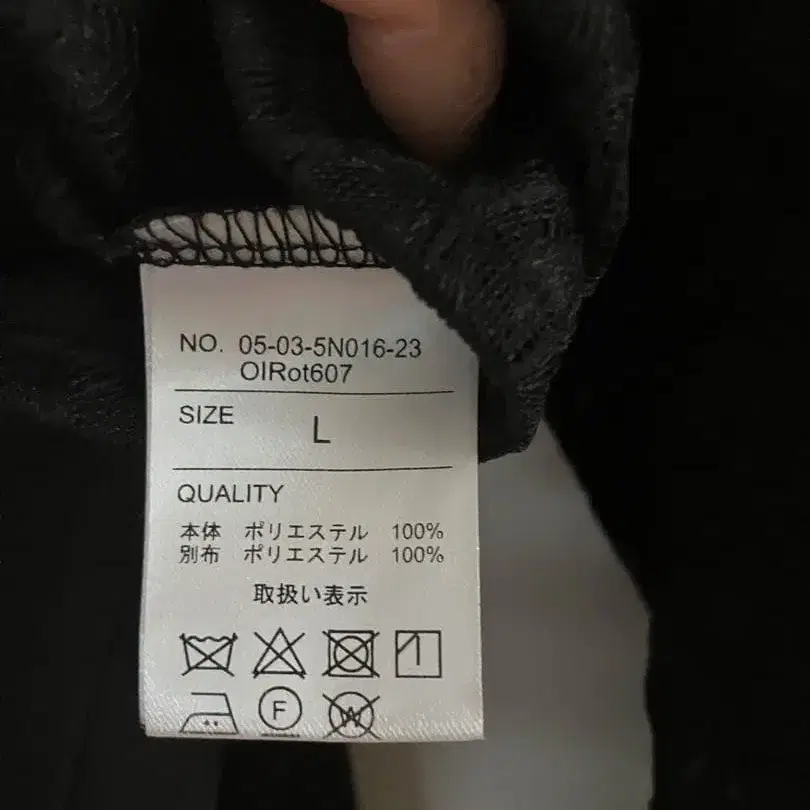 NO. 05-03-5N016-23
OIRot607
SIZE L
QUALITY
本体 ポリエステル 100%
別布 ポリエステル 100%
取扱い表示
F W